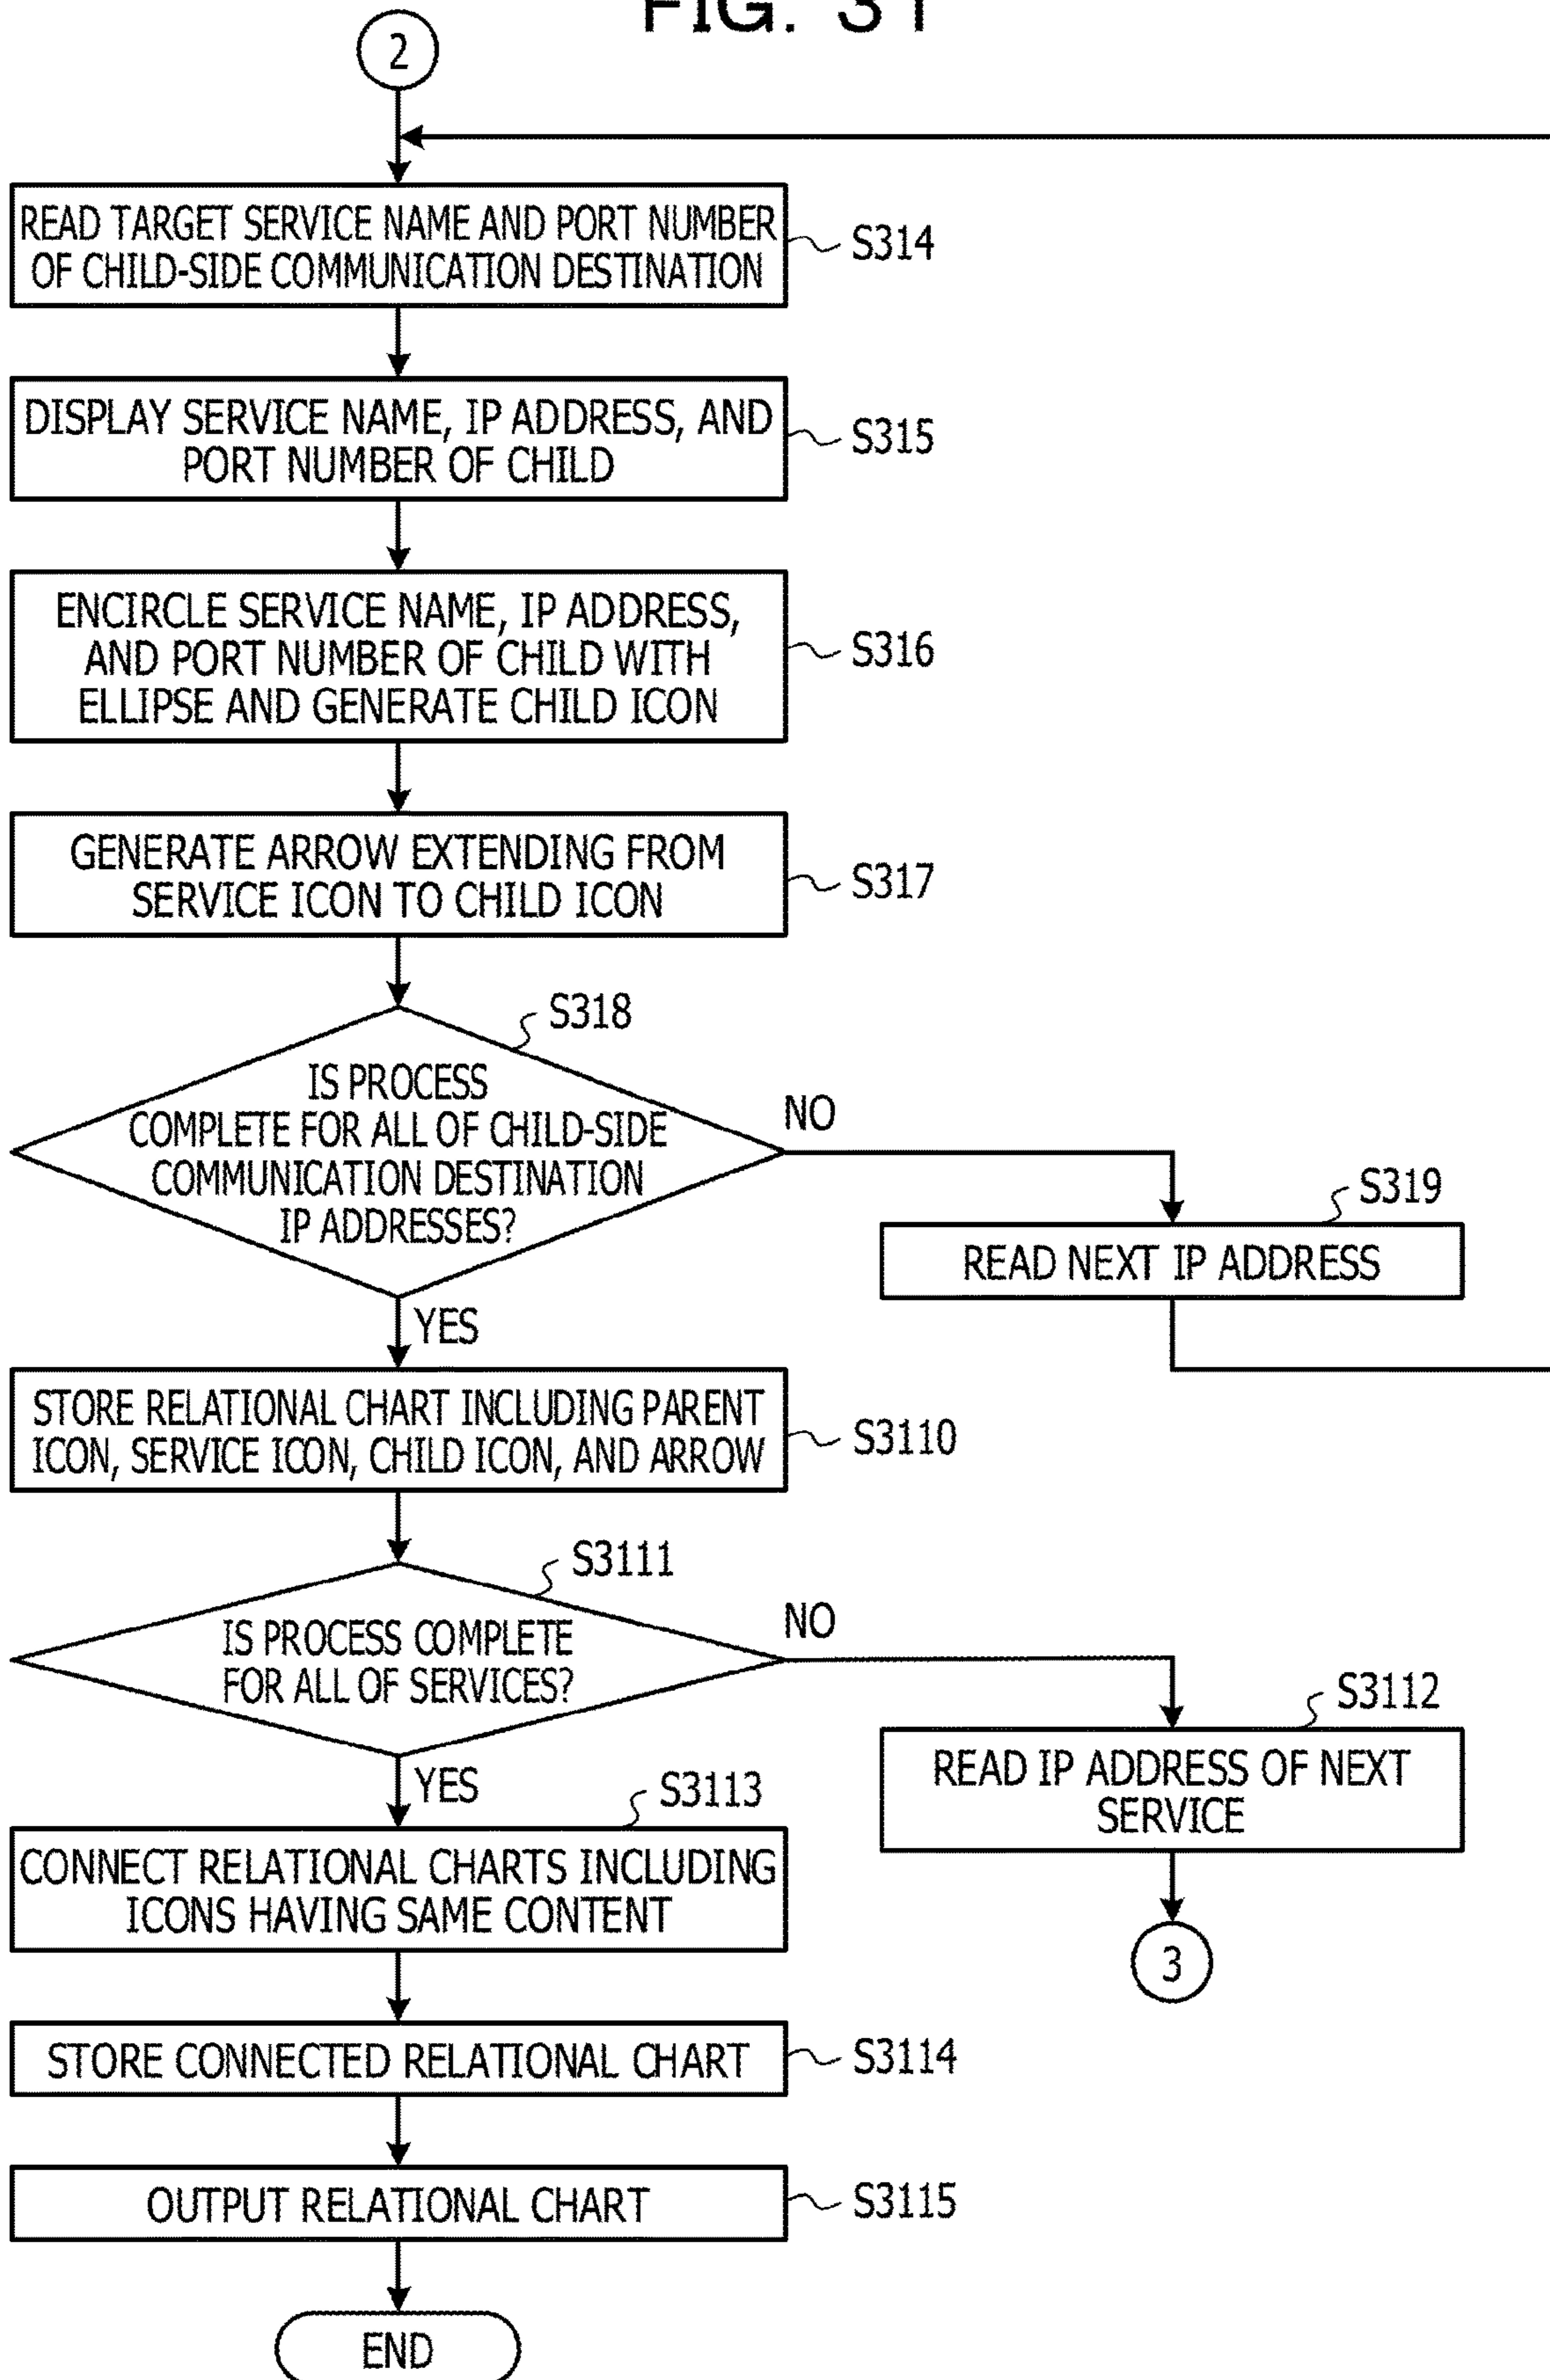 FIG. 31
2
READ TARGET SERVICE NAME AND PORT NUMBER
OF CHILD-SIDE COMMUNICATION DESTINATION
S314
DISPLAY SERVICE NAME, IP ADDRESS, AND
PORT NUMBER OF CHILD
S315
ENCIRCLE SERVICE NAME, IP ADDRESS,
AND PORT NUMBER OF CHILD WITH
ELLIPSE AND GENERATE CHILD ICON
S316
GENERATE ARROW EXTENDING FROM
SERVICE ICON TO CHILD ICON
S317
S318
IS PROCESS
COMPLETE FOR ALL OF CHILD-SIDE
COMMUNICATION DESTINATION
IP ADDRESSES?
NO
S319
READ NEXT IP ADDRESS
YES
STORE RELATIONAL CHART INCLUDING PARENT
ICON, SERVICE ICON, CHILD ICON, AND ARROW
S3110
S3111
IS PROCESS COMPLETE
FOR ALL OF SERVICES?
NO
S3112
READ IP ADDRESS OF NEXT
SERVICE
3
YES
S3113
CONNECT RELATIONAL CHARTS INCLUDING
ICONS HAVING SAME CONTENT
STORE CONNECTED RELATIONAL CHART
S3114
OUTPUT RELATIONAL CHART
S3115
END